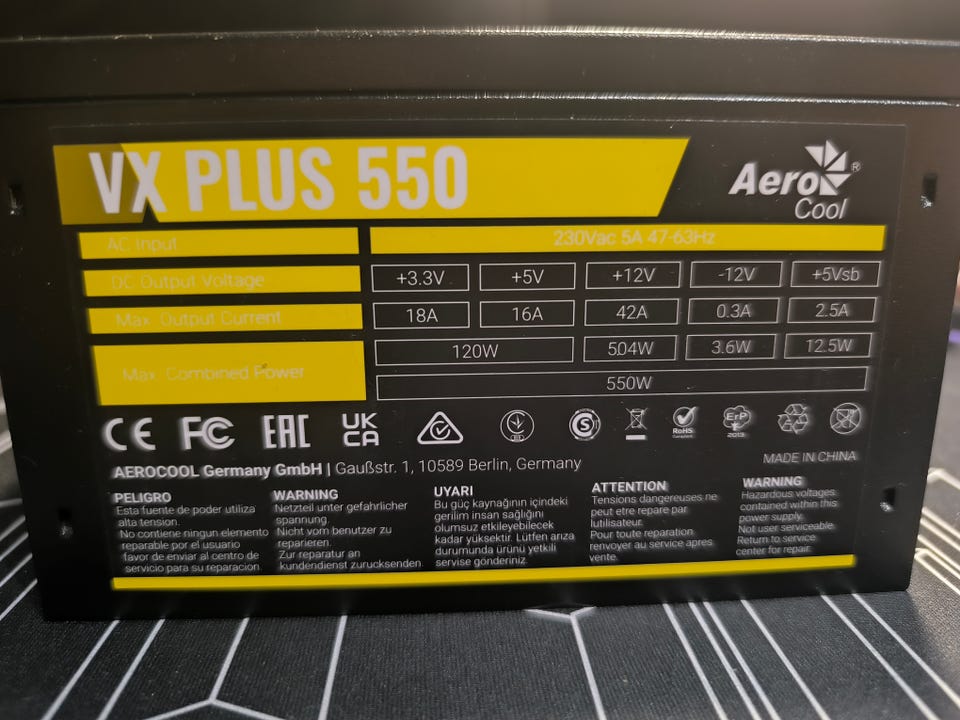 VX PLUS 550
Aero
Cool
®
AC Input 230Vac 5A 47-63Hz
DC Output Voltage +3.3V +5V +12V -12V +5Vsb
Max. Output Current 18A 16A 42A 0.3A 2.5A
Max. Combined Power 120W 504W 3.6W 12.5W
550W
CE FC EAC UK CA S RoHS Compliant ErP 2013
AEROCOOL Germany GmbH | Gaußstr. 1, 10589 Berlin, Germany
MADE IN CHINA
PELIGRO
Esta fuente de poder utiliza
alta tension.
No contiene ningun elemento
reparable por el usuario
favor de enviar al centro de
servicio para su reparacion
WARNING
Netzteil unter gefahrlicher
spannung.
Nicht vom benutzer zu
reparieren.
Zur reparatur an
kundendienst zurucksenden
UYARI
Bu güç kaynağının içindeki
gerilim insan sağlığını
olumsuz etkileyebilecek
kadar yüksektir. Lütfen arıza
durumunda ürünü yetkili
servise gönderiniz
ATTENTION
Tensions dangereuses ne
peut etre repare par
lutilisateur.
Pour toute reparation
renvoyer au service apres
vente.
WARNING
Hazardous voltages
contained within this
power supply.
Not user serviceable.
Return to service
center for repair.